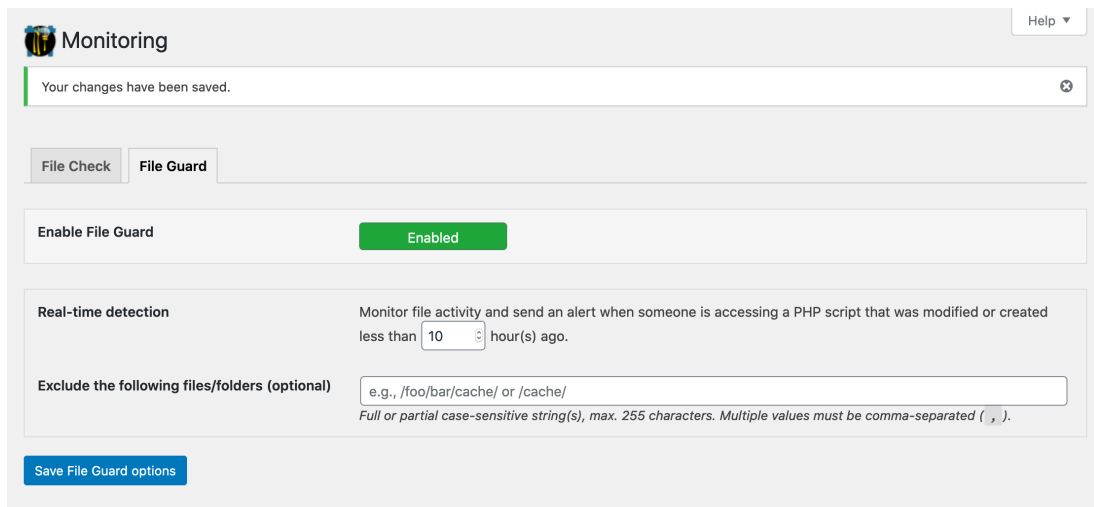 Help ▼
Monitoring
Your changes have been saved.
File Check
File Guard
Enable File Guard
Enabled
Real-time detection
Monitor file activity and send an alert when someone is accessing a PHP script that was modified or created
less than 10 hour(s) ago.
Exclude the following files/folders (optional)
e.g., /foo/bar/cache/ or /cache/
Full or partial case-sensitive string(s), max. 255 characters. Multiple values must be comma-separated ( , ).
Save File Guard options